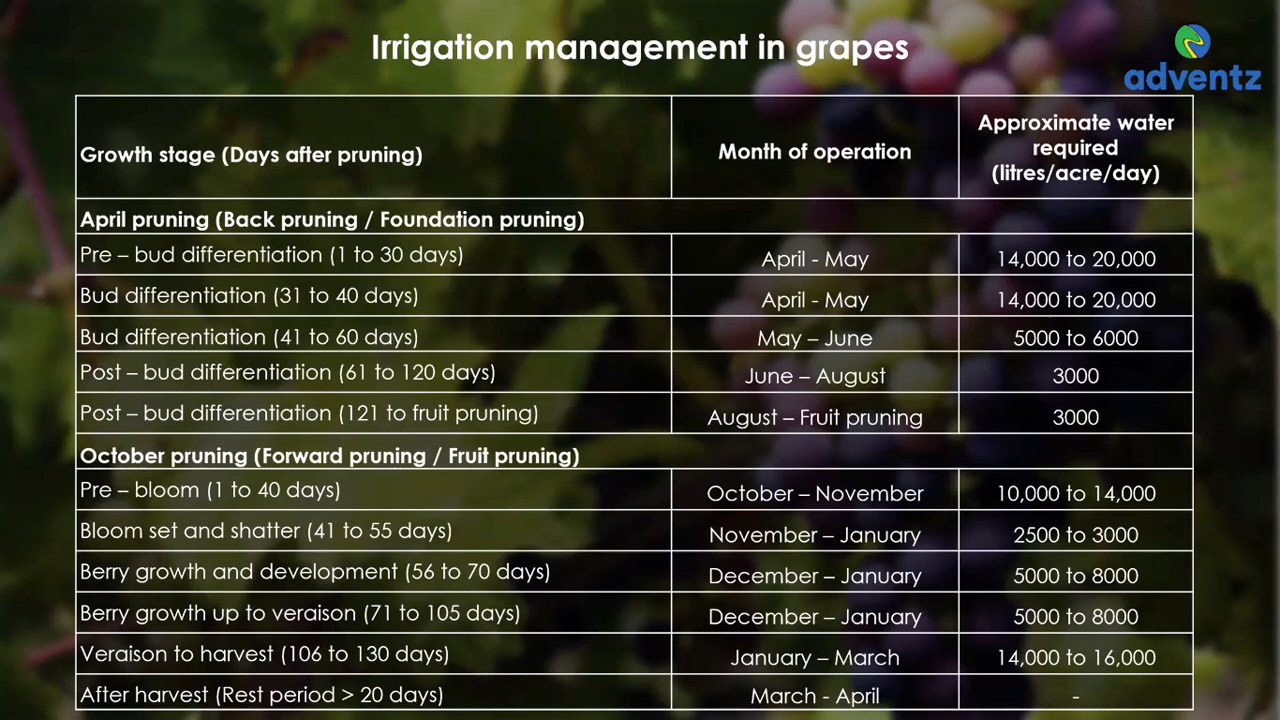 Irrigation management in grapes
adventz
Growth stage (Days after pruning)
Month of operation
Approximate water
required
(litres/acre/day)
April pruning (Back pruning / Foundation pruning)
Pre – bud differentiation (1 to 30 days)
April - May
14,000 to 20,000
Bud differentiation (31 to 40 days)
April - May
14,000 to 20,000
Bud differentiation (41 to 60 days)
May – June
5000 to 6000
Post – bud differentiation (61 to 120 days)
June – August
3000
Post – bud differentiation (121 to fruit pruning)
August – Fruit pruning
3000
October pruning (Forward pruning / Fruit pruning)
Pre – bloom (1 to 40 days)
October – November
10,000 to 14,000
Bloom set and shatter (41 to 55 days)
November – January
2500 to 3000
Berry growth and development (56 to 70 days)
December – January
5000 to 8000
Berry growth up to veraison (71 to 105 days)
December – January
5000 to 8000
Veraison to harvest (106 to 130 days)
January – March
14,000 to 16,000
After harvest (Rest period > 20 days)
March - April
-